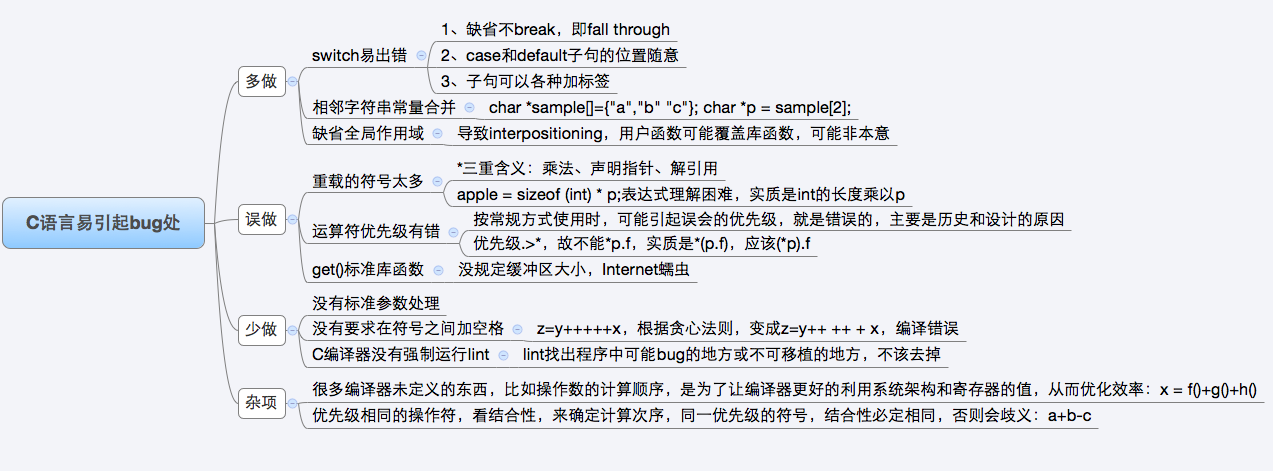 C语言易引起bug处
多做
switch易出错
1、缺省不break，即fall through
2、case和default子句的位置随意
3、子句可以各种加标签
相邻字符串常量合并
char *sample[]={"a","b" "c"}; char *p = sample[2];
缺省全局作用域
导致interpositioning，用户函数可能覆盖库函数，可能非本意
误做
重载的符号太多
*三重含义：乘法、声明指针、解引用
apple = sizeof (int) * p;表达式理解困难，实质是int的长度乘以p
运算符优先级有错
按常规方式使用时，可能引起误会的优先级，就是错误的，主要是历史和设计的原因
优先级.>*，故不能*p.f，实质是*(p.f)，应该(*p).f
get()标准库函数
没规定缓冲区大小，Internet蠕虫
少做
没有标准参数处理
没有要求在符号之间加空格
z=y+++++x，根据贪心法则，变成z=y++ ++ + x，编译错误
C编译器没有强制运行lint
lint找出程序中可能bug的地方或不可移植的地方，不该去掉
杂项
很多编译器未定义的东西，比如操作数的计算顺序，是为了让编译器更好的利用系统架构和寄存器的值，从而优化效率：x = f()+g()+h()
优先级相同的操作符，看结合性，来确定计算次序，同一优先级的符号，结合性必定相同，否则会歧义：a+b-c